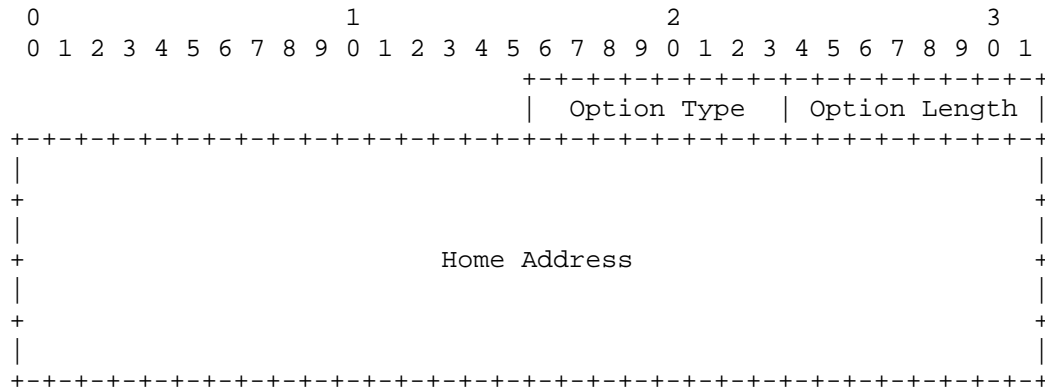 0                   1                   2                   3
 0 1 2 3 4 5 6 7 8 9 0 1 2 3 4 5 6 7 8 9 0 1 2 3 4 5 6 7 8 9 0 1
                                +-+-+-+-+-+-+-+-+-+-+-+-+-+-+-+-+
                                |  Option Type  | Option Length |
+-+-+-+-+-+-+-+-+-+-+-+-+-+-+-+-+-+-+-+-+-+-+-+-+-+-+-+-+-+-+-+-+
|                                                               |
+                                                               +
|                                                               |
+                          Home Address                         +
|                                                               |
+                                                               +
|                                                               |
+-+-+-+-+-+-+-+-+-+-+-+-+-+-+-+-+-+-+-+-+-+-+-+-+-+-+-+-+-+-+-+-+